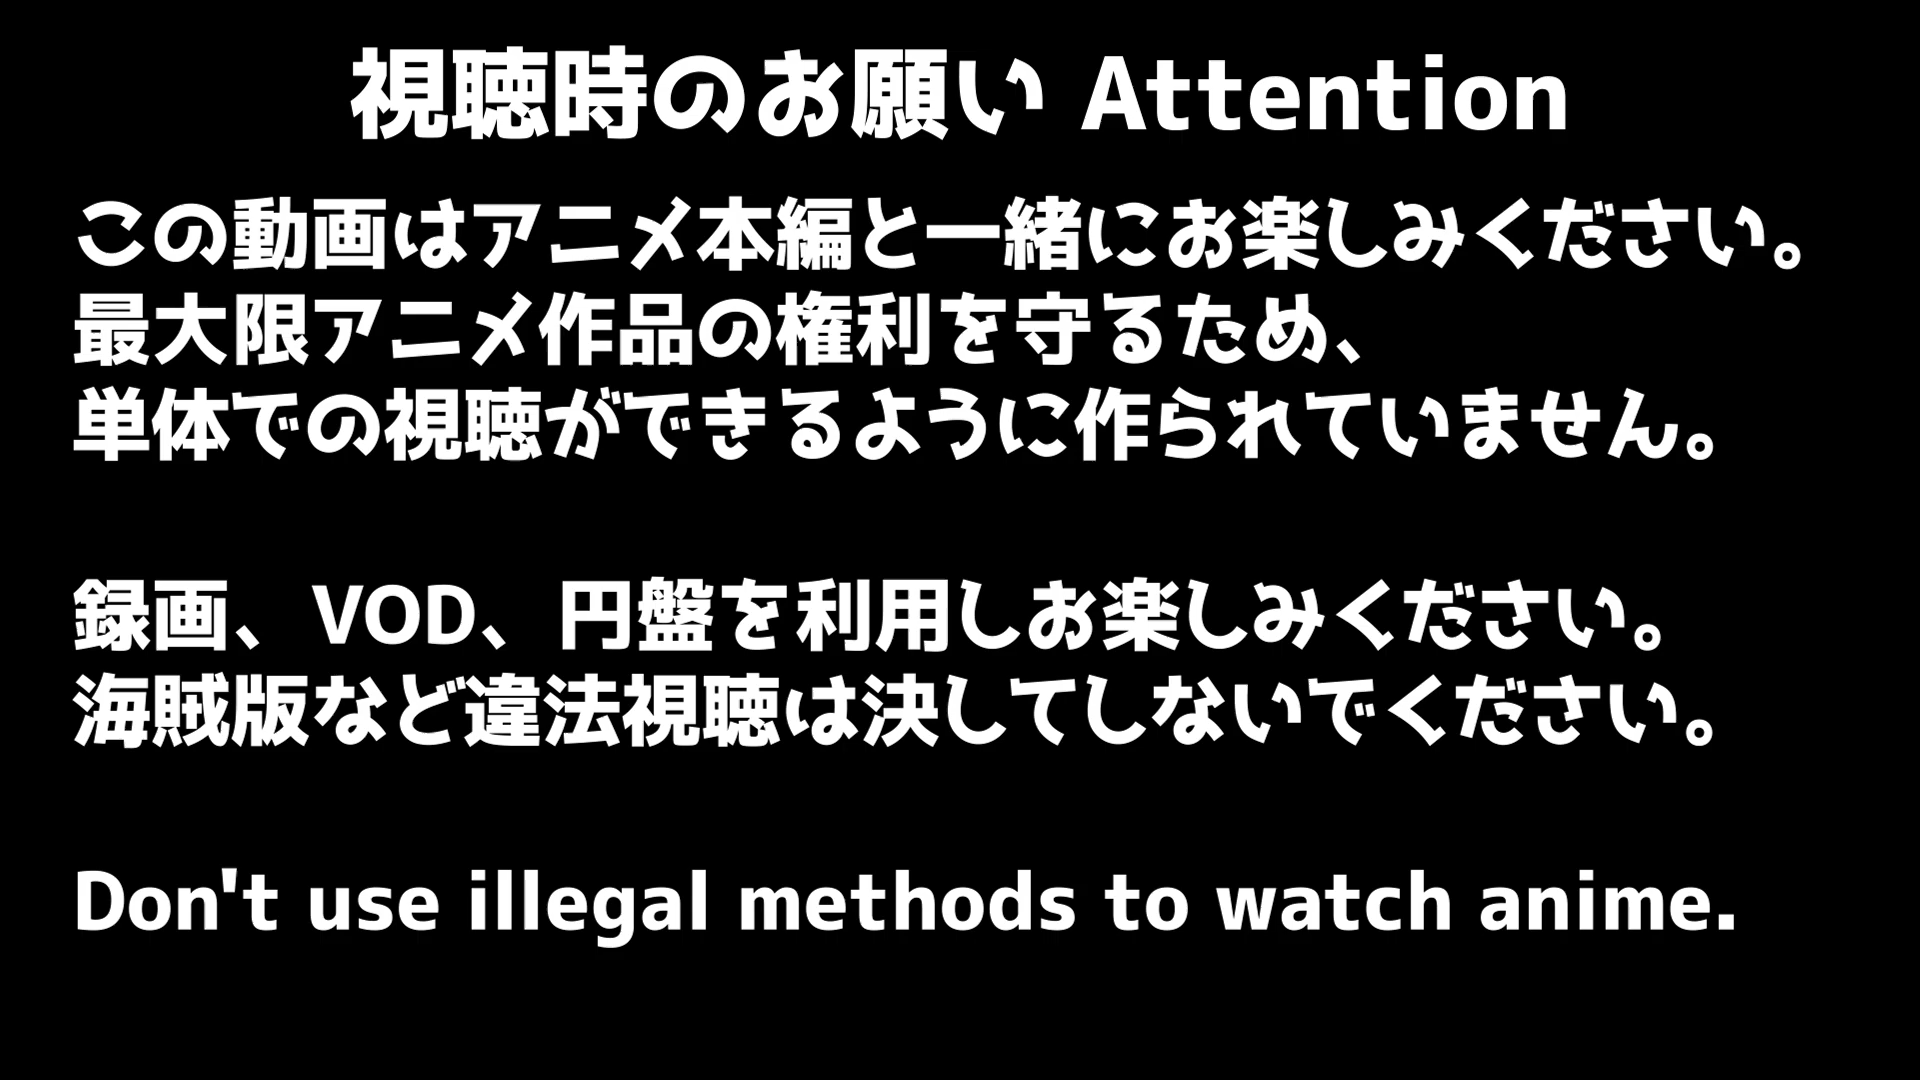 視聴時のお願い Attention
この動画はアニメ本編と一緒にお楽しみください。
最大限アニメ作品の権利を守るため、
単体での視聴ができるように作られていません。
録画、VOD、円盤を利用しお楽しみください。
海賊版など違法視聴は決してしないでください。
Don't use illegal methods to watch anime.